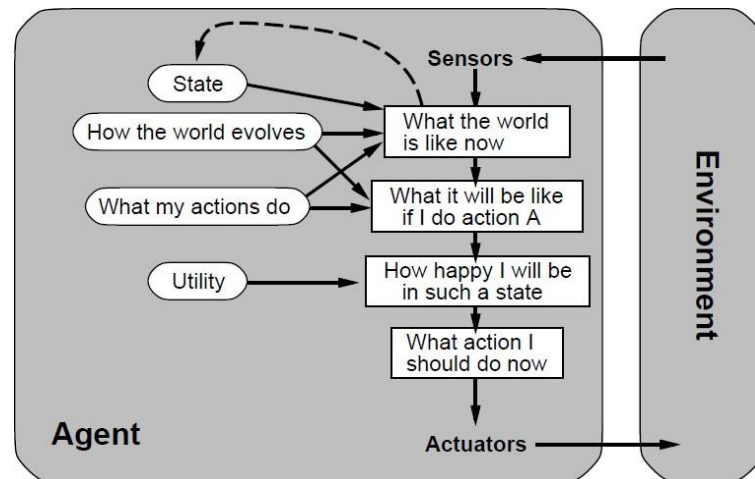 Sensors
State
What the world
is like now
How the world evolves
What my actions do
What it will be like
if I do action A
Utility
How happy I will be
in such a state
What action I
should do now
Agent
Actuators
Environment